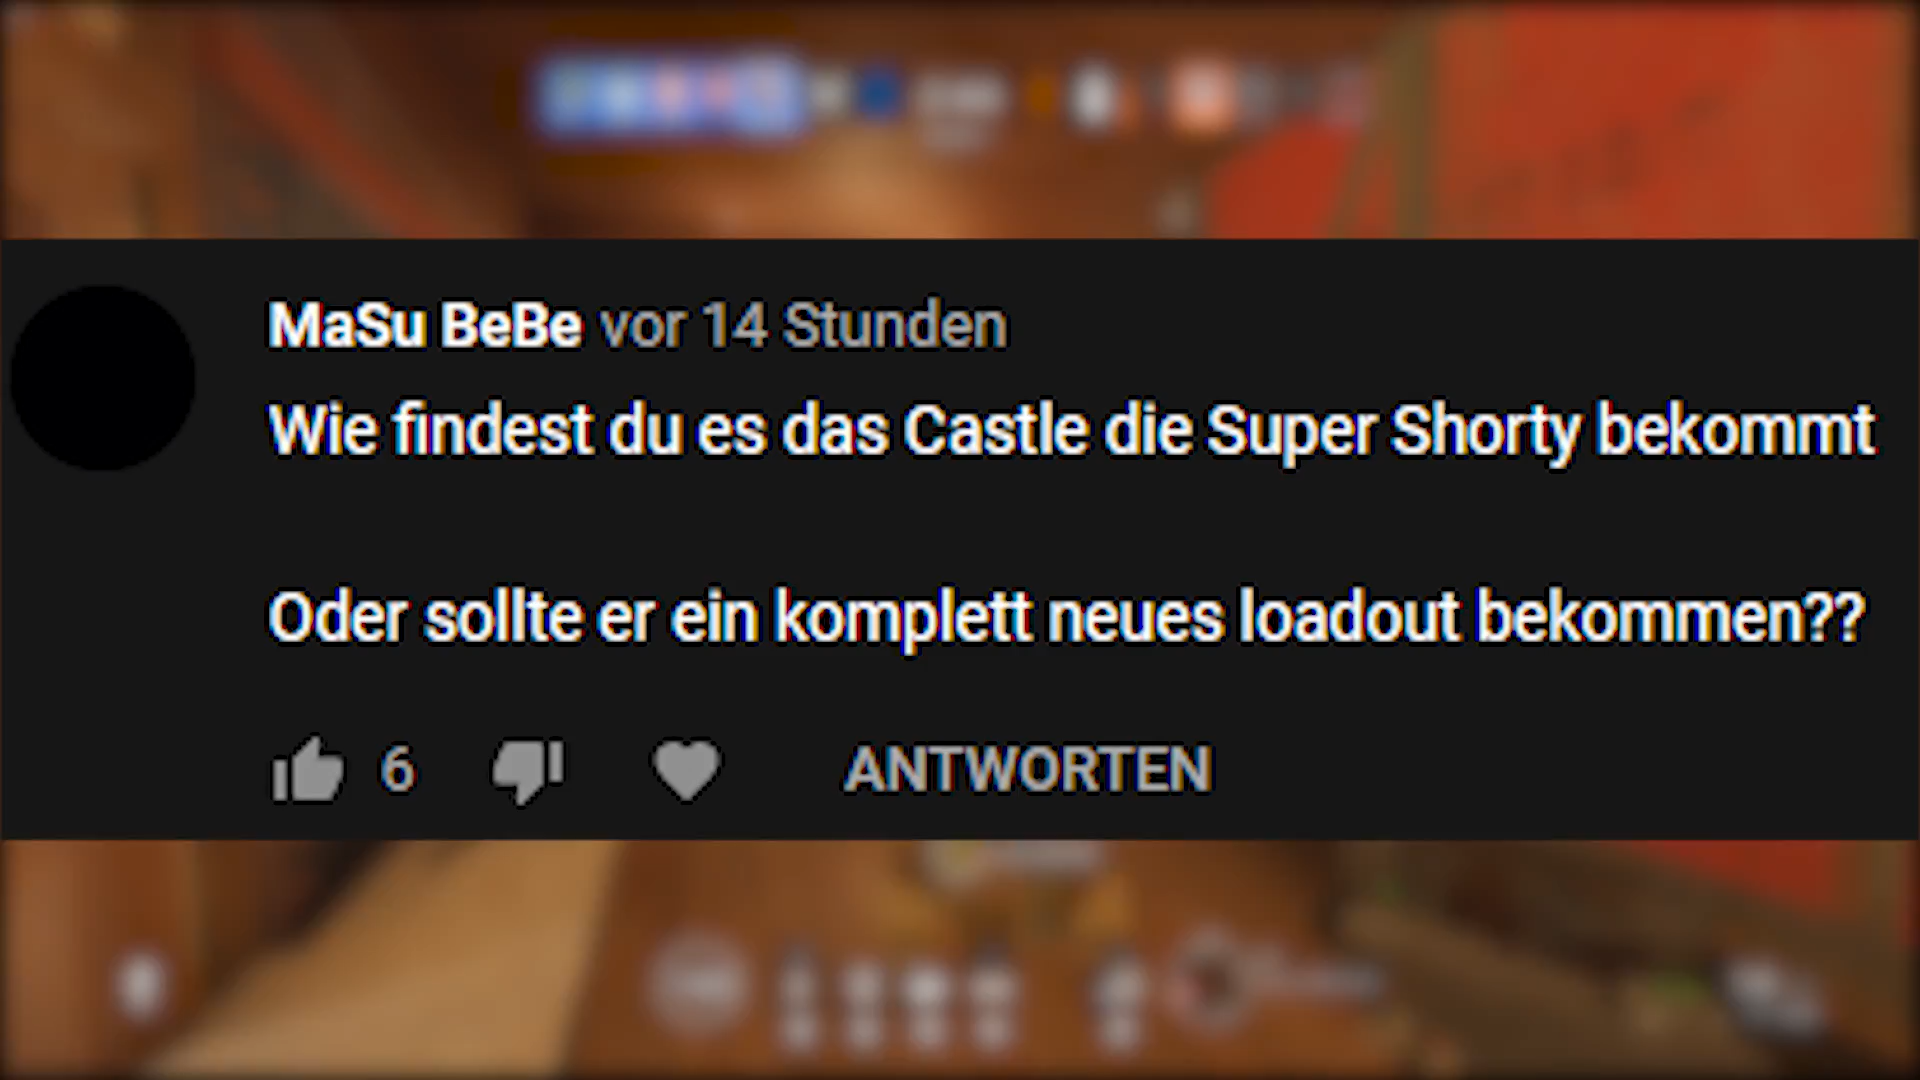 MaSu BeBe vor 14 Stunden
Wie findest du es das Castle die Super Shorty bekommt
Oder sollte er ein komplett neues loadout bekommen??
6 ANTWORTEN